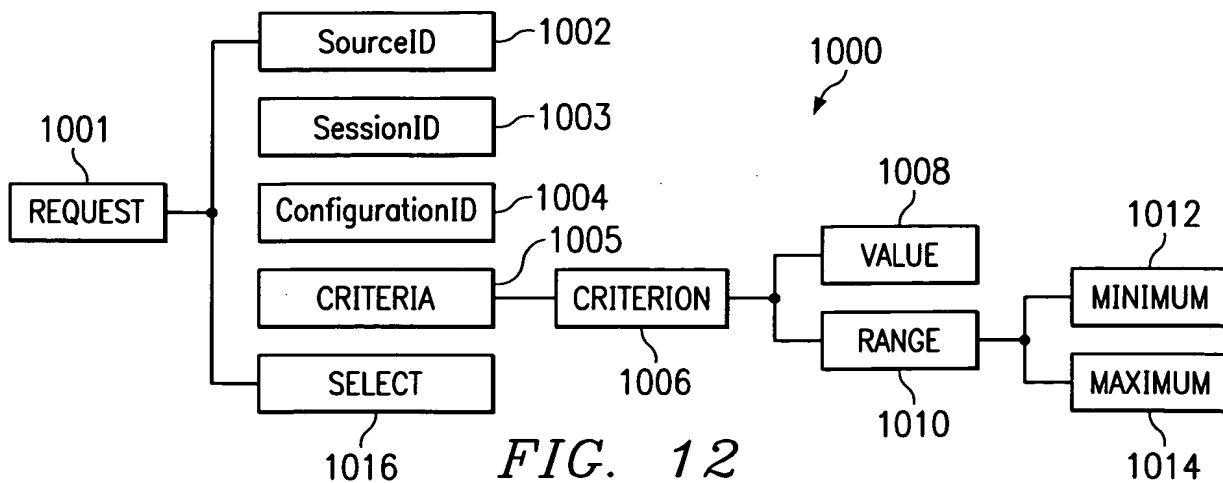 SourceID
1002
1000
1001
SessionID
1003
1008
REQUEST
ConfigurationID
1004
1005
VALUE
1012
CRITERIA
CRITERION
MINIMUM
RANGE
SELECT
1006
MAXIMUM
1010
1016
FIG. 12
1014